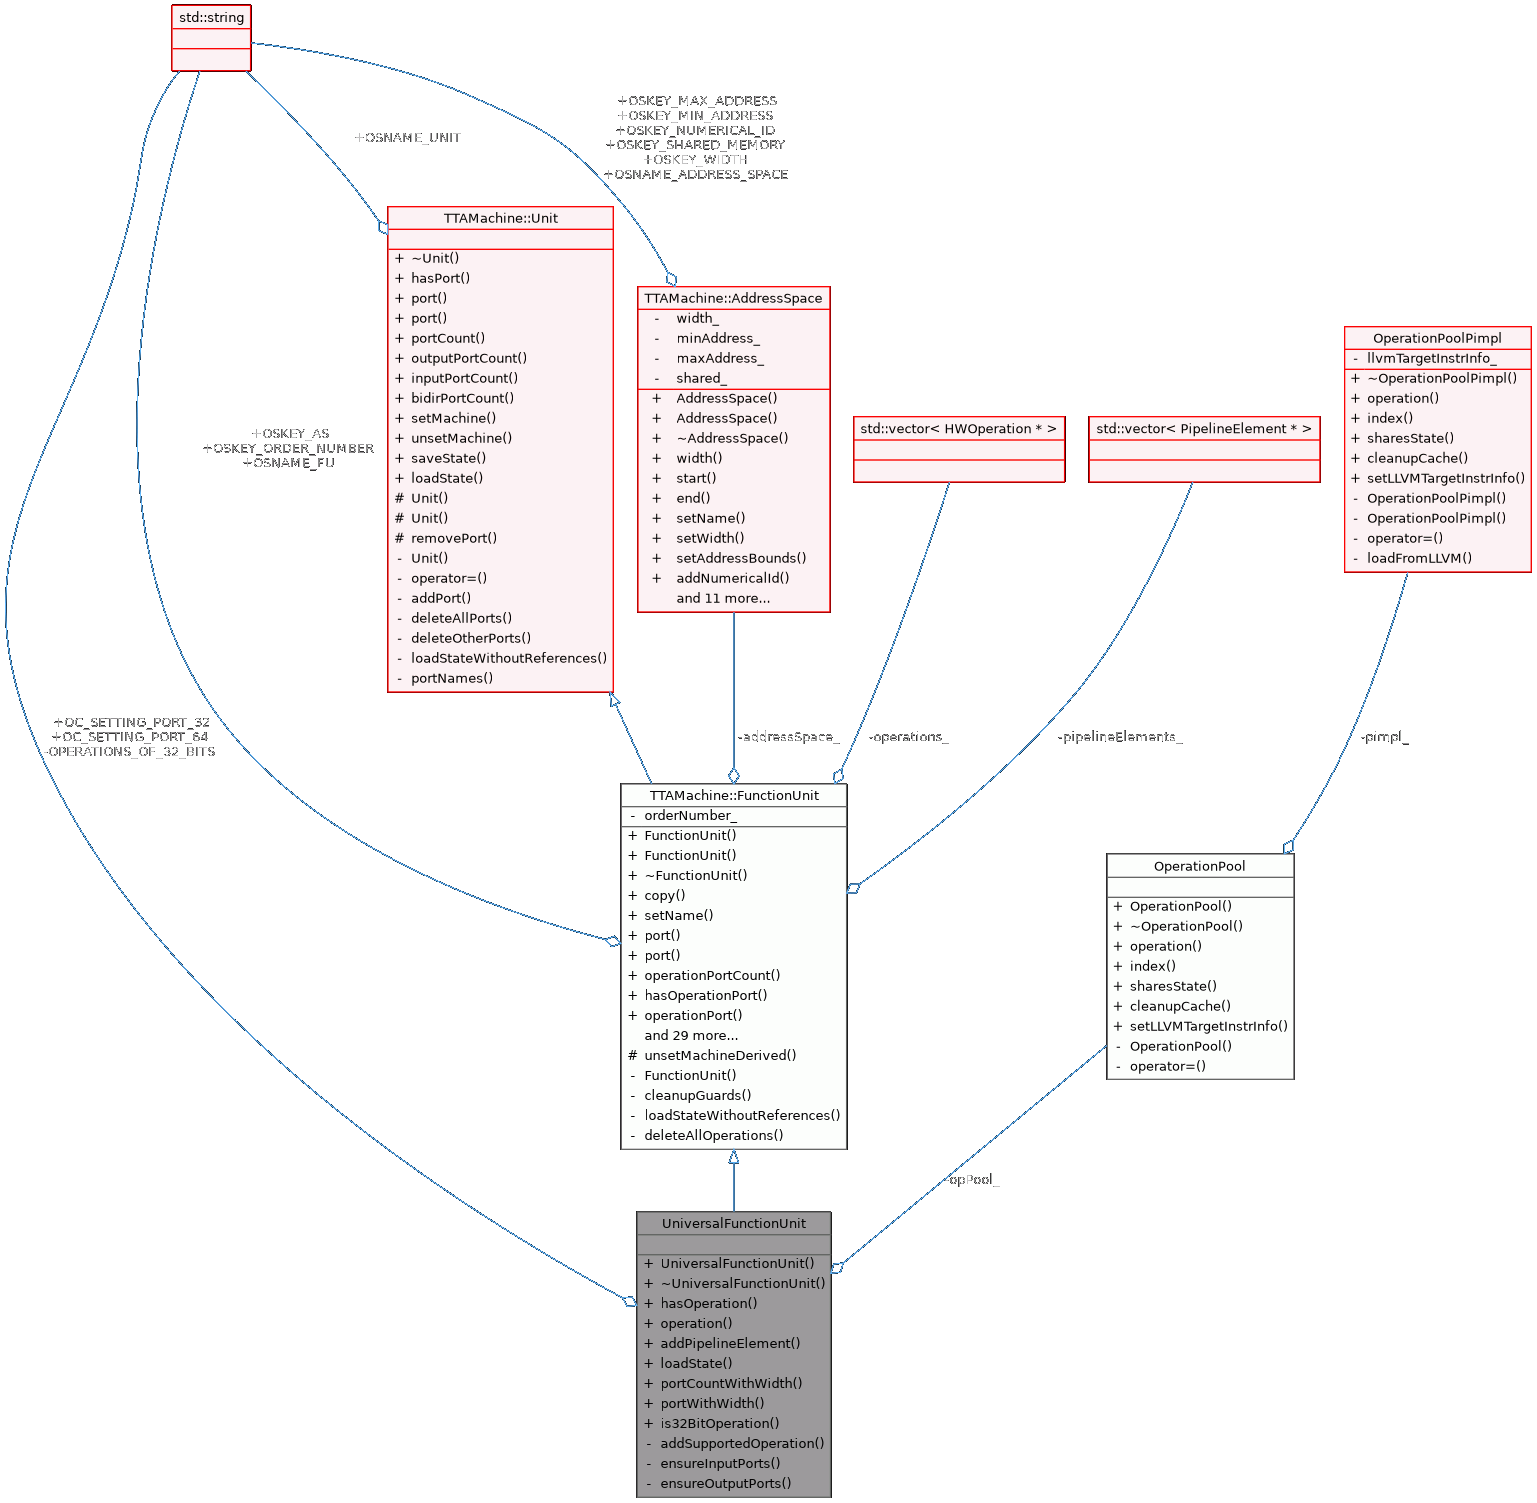 std::string
+OSKEY_MAX_ADDRESS
+OSKEY_MIN_ADDRESS
+OSKEY_NUMERICAL_ID
+OSKEY_SHARED_MEMORY
+OSKEY_WIDTH
+OSNAME_ADDRESS_SPACE
+OSNAME_UNIT
TTAMachine::Unit
+ ~Unit()
+ hasPort()
+ port()
+ port()
+ portCount()
+ outputPortCount()
+ inputPortCount()
+ bidirPortCount()
+ setMachine()
+ unsetMachine()
+ saveState()
+ loadState()
# Unit()
# Unit()
# removePort()
- Unit()
- operator=()
- addPort()
- deleteAllPorts()
- deleteOtherPorts()
- loadStateWithoutReferences()
- portNames()
TTAMachine::AddressSpace
- width_
- minAddress_
- maxAddress_
- shared_
+ AddressSpace()
+ AddressSpace()
+ ~AddressSpace()
+ width()
+ start()
+ end()
+ setName()
+ setWidth()
+ setAddressBounds()
+ addNumericalId()
and 11 more...
std::vector< HWOperation * >
std::vector< PipelineElement * >
OperationPoolPimpl
- llvmTargetInstrInfo_
+ ~OperationPoolPimpl()
+ operation()
+ index()
+ sharesState()
+ cleanupCache()
+ setLLVMTargetInstrInfo()
- OperationPoolPimpl()
- OperationPoolPimpl()
- operator=()
- loadFromLLVM()
+OSKEY_AS
+OSKEY_ORDER_NUMBER
+OSNAME_FU
+OC_SETTING_PORT_32
+OC_SETTING_PORT_64
-OPERATIONS_OF_32_BITS
-addressSpace_
-operations_
-pipelineElements_
-pimpl_
TTAMachine::FunctionUnit
- orderNumber_
+ FunctionUnit()
+ FunctionUnit()
+ ~FunctionUnit()
+ copy()
+ setName()
+ port()
+ port()
+ operationPortCount()
+ hasOperationPort()
+ operationPort()
and 29 more...
# unsetMachineDerived()
- FunctionUnit()
- cleanupGuards()
- loadStateWithoutReferences()
- deleteAllOperations()
OperationPool
+ OperationPool()
+ ~OperationPool()
+ operation()
+ index()
+ sharesState()
+ cleanupCache()
+ setLLVMTargetInstrInfo()
- OperationPool()
- operator=()
-opPool_
UniversalFunctionUnit
+ UniversalFunctionUnit()
+ ~UniversalFunctionUnit()
+ hasOperation()
+ operation()
+ addPipelineElement()
+ loadState()
+ portCountWithWidth()
+ portWithWidth()
+ is32BitOperation()
- addSupportedOperation()
- ensureInputPorts()
- ensureOutputPorts()